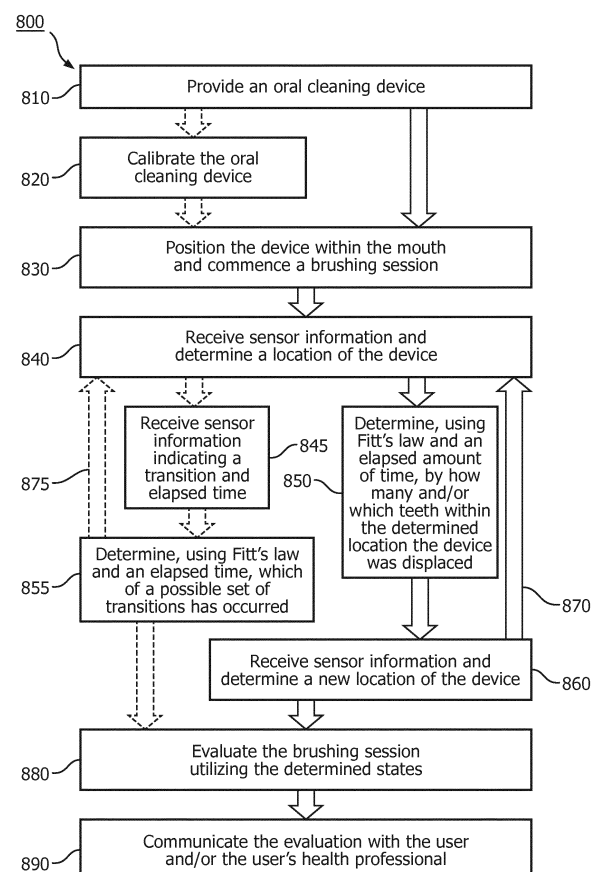 800
810
Provide an oral cleaning device
820
Calibrate the oral
cleaning device
830
Position the device within the mouth
and commence a brushing session
840
Receive sensor information and
determine a location of the device
Receive sensor
information
indicating a
transition and
elapsed time
845
850
Determine, using
Fitt's law and an
elapsed amount
of time, by how
many and/or
which teeth within
the determined
location the device
was displaced
875
855
Determine, using Fitt's law
and an elapsed time, which
of a possible set of
transitions has occurred
870
Receive sensor information and
determine a new location of the device
860
880
Evaluate the brushing session
utilizing the determined states
890
Communicate the evaluation with the user
and/or the user's health professional